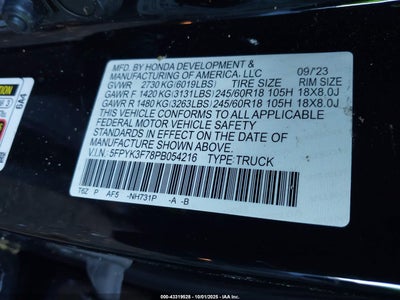 MFD. BY HONDA DEVELOPMENT &
MANUFACTURING OF AMERICA, LLC 09/'23
GVWR 2730 KG(6019LBS) TIRE SIZE RIM SIZE
GAWR F 1420 KG(3131LBS) 245/60R18 105H 18X8.0J
GAWR R 1480 KG(3263LBS) 245/60R18 105H 18X8.0J
THIS VEHICLE CONFORMS TO ALL APPLICABLE
FEDERAL MOTOR VEHICLE SAFETY STANDARDS
IN EFFECT ON THE DATE OF
MANUFACTURE SHOWN ABOVE.
V.I.N. 5FPYK3F78PB054216 TYPE:TRUCK
T6Z P AF5 -NH731P -A -B
6A4
000 - 43319528 - 10/01/2025 - IAAI